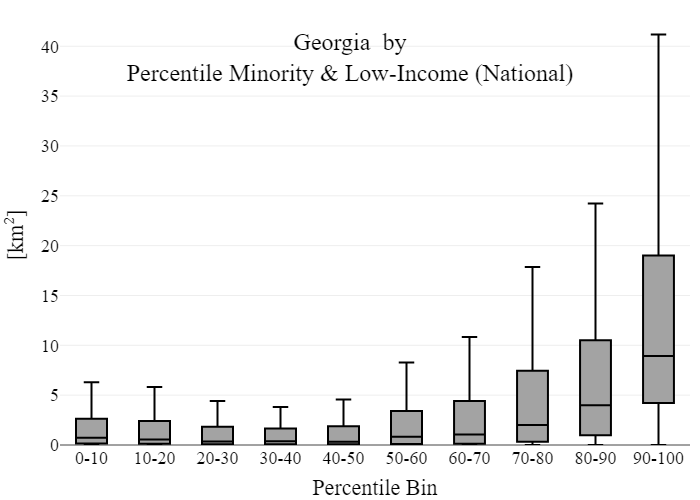 Georgia by
Percentile Minority & Low-Income (National)
40
35
30
25
20
15
10
5
0
[km²]
0-10 10-20 20-30 30-40 40-50 50-60 60-70 70-80 80-90 90-100
Percentile Bin